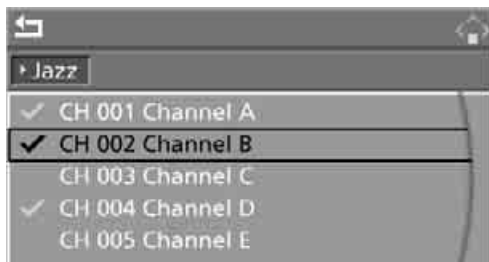 Jazz
CH 001 Channel A
CH 002 Channel B
CH 003 Channel C
CH 004 Channel D
CH 005 Channel E